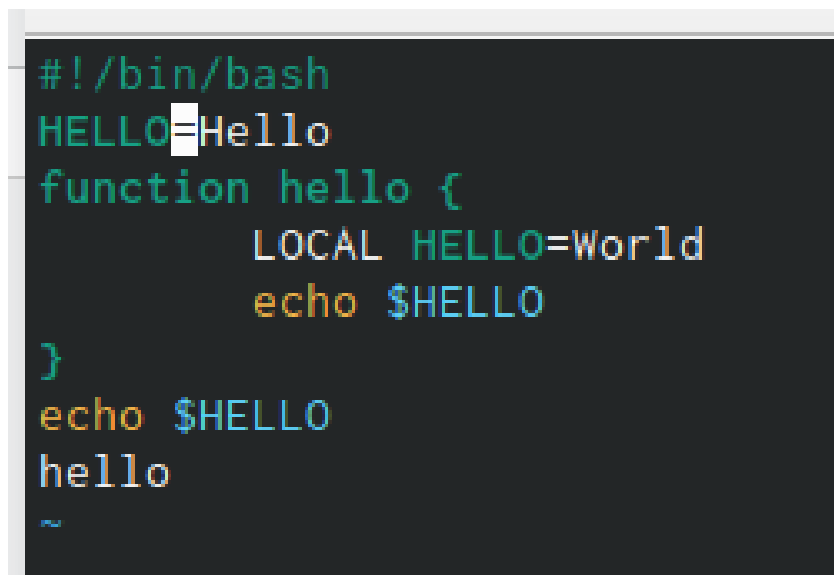 #!/bin/bash
HELLO=Hello
function hello {
        LOCAL HELLO=World
        echo $HELLO
}
echo $HELLO
hello
~